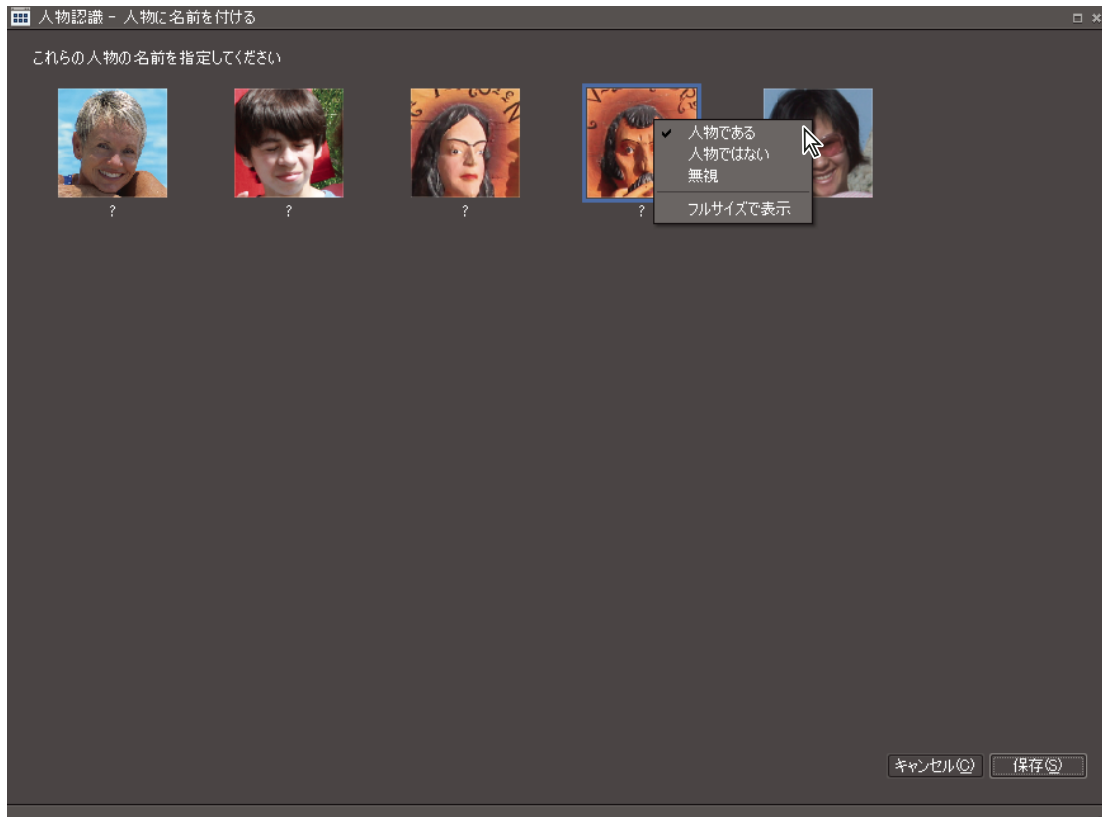 人物認識 - 人物に名前を付ける
これらの人物の名前を指定してください
?
?
?
?
人物である
人物ではない
無視
フルサイズで表示
キャンセル(C)
保存(S)